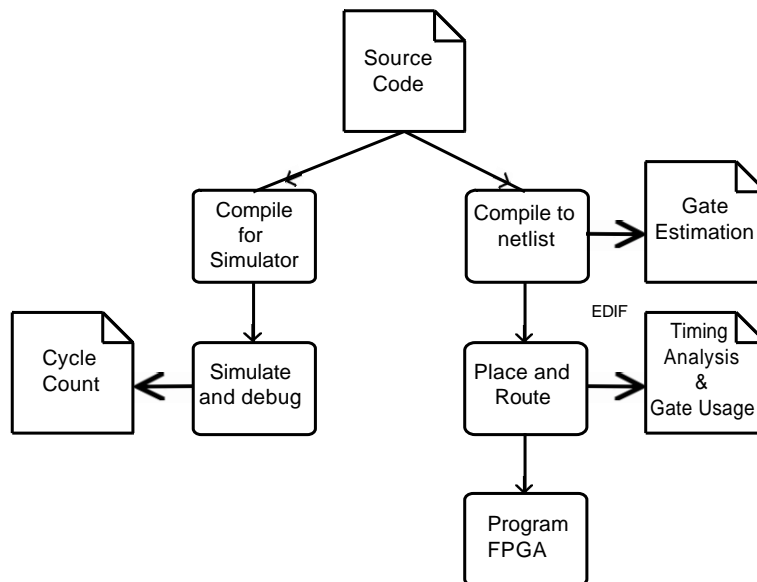 Source
Code
Compile
for
Simulator
Compile to
netlist
Gate
Estimation
EDIF
Cycle
Count
Simulate
and debug
Place and
Route
Timing
Analysis
&
Gate Usage
Program
FPGA